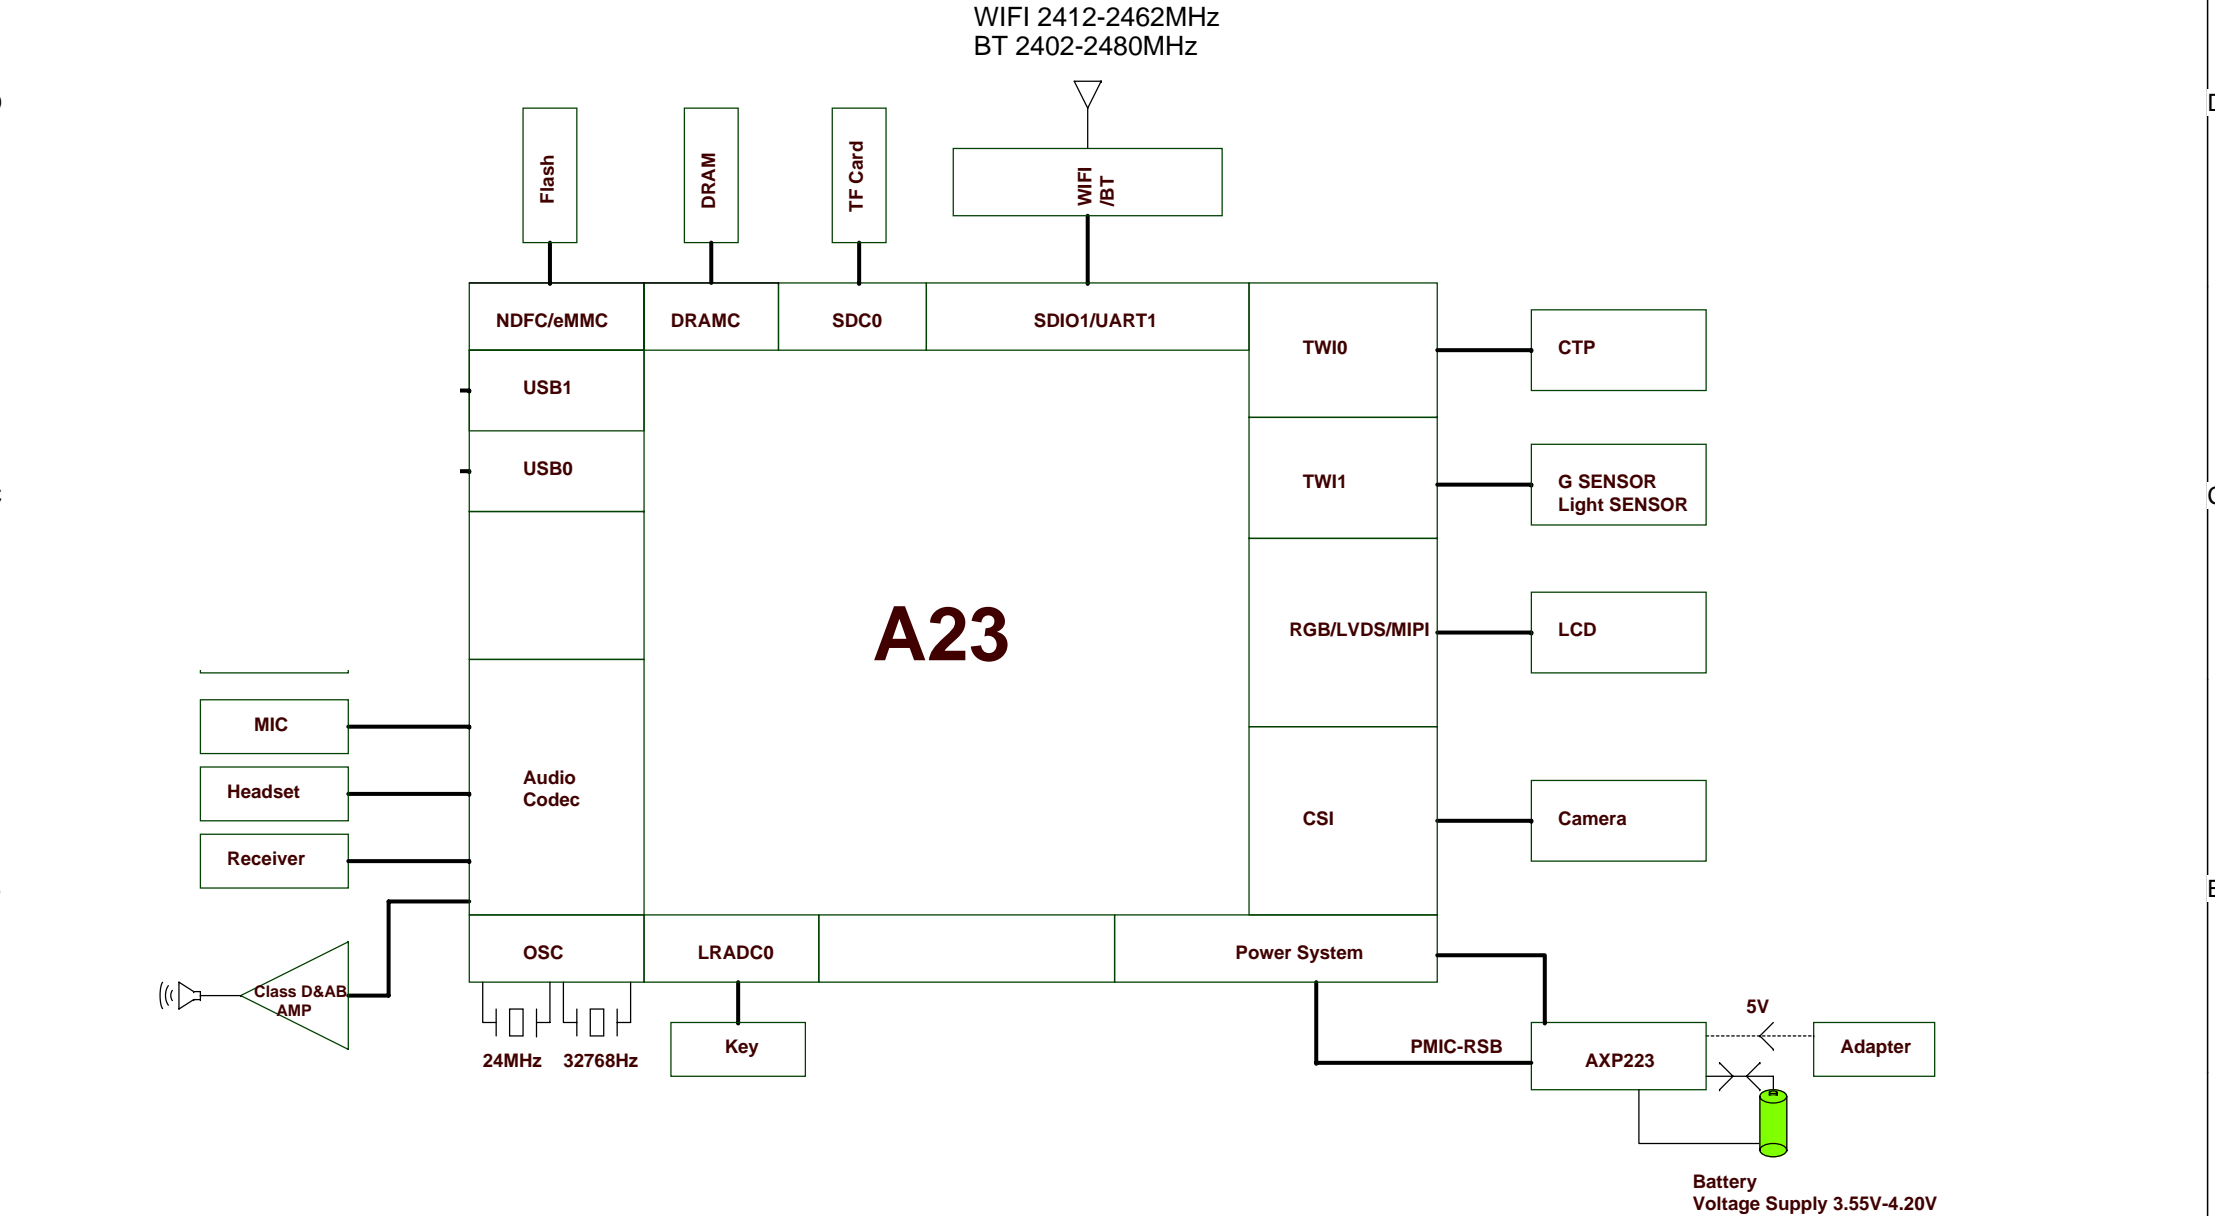 WIFI 2412-2462MHz
BT 2402-2480MHz
D
Flash
DRAM
TF Card
WIFI
/BT
NDFC/eMMC
DRAMC
SDC0
SDIO1/UART1
TWI0
CTP
USB1
USB0
TWI1
G SENSOR
Light SENSOR
A23
RGB/LVDS/MIPI
LCD
MIC
Audio
Codec
Headset
CSI
Camera
Receiver
OSC
LRADC0
Power System
Class D&AB
AMP
24MHz
32768Hz
Key
PMIC-RSB
AXP223
5V
Adapter
Battery
Voltage Supply 3.55V-4.20V